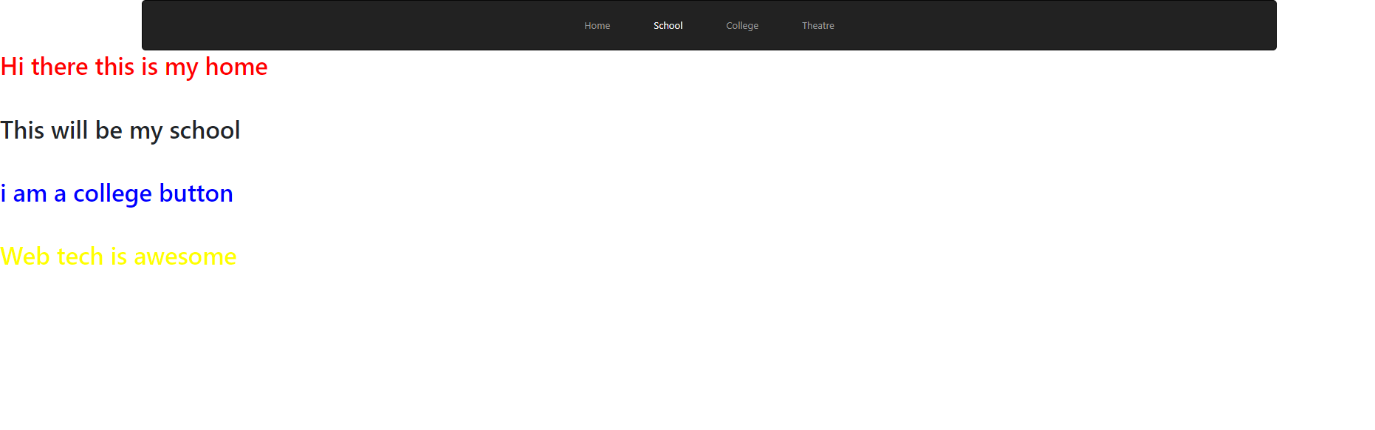 Home School College Theatre
Hi there this is my home
This will be my school
i am a college button
Web tech is awesome